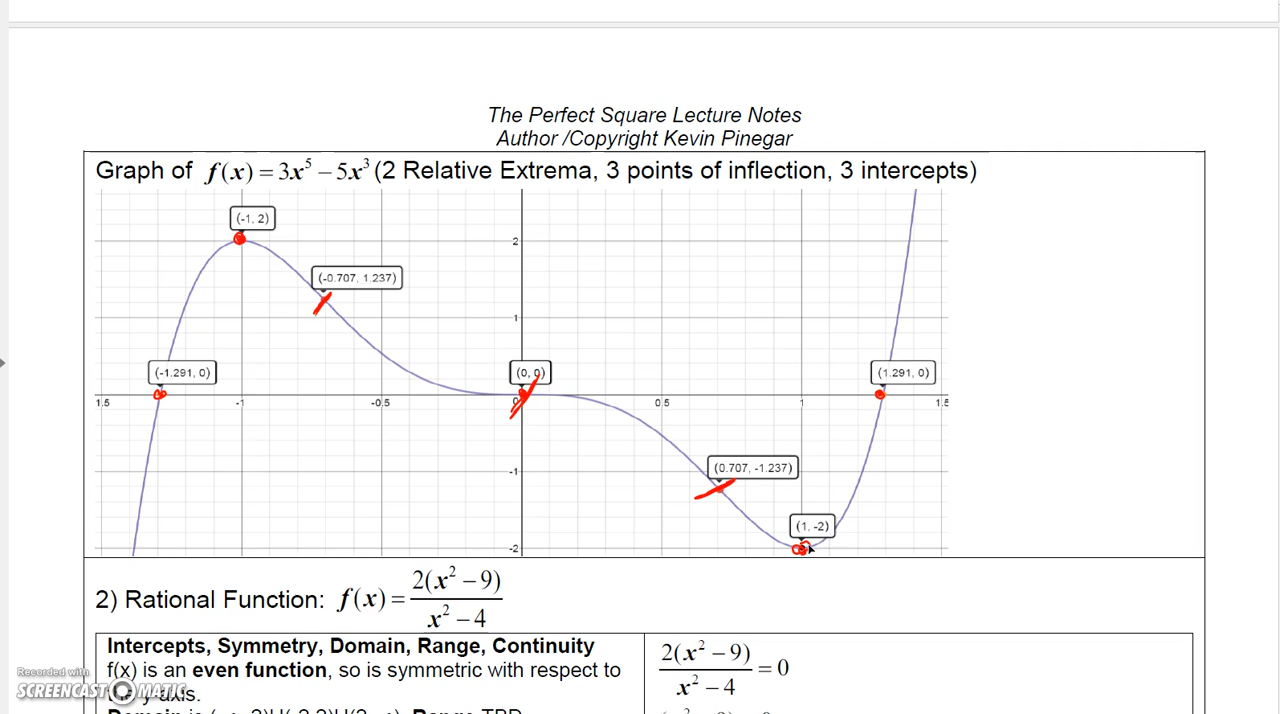 The Perfect Square Lecture Notes
Author /Copyright Kevin Pinegar
Graph of f(x) = 3x⁵ – 5x³ (2 Relative Extrema, 3 points of inflection, 3 intercepts)
(-1, 2)
2
(-0.707, 1.237)
1
(-1.291, 0)
(0, 0)
(1.291, 0)
1.5
-1
-0.5
0
0.5
1
1.5
(0.707, -1.237)
-1
(1, -2)
-2
2) Rational Function: f(x) = 2(x² – 9) / x² – 4
Intercepts, Symmetry, Domain, Range, Continuity
f(x) is an even function, so is symmetric with respect to
the y-axis.
2(x² – 9) / x² – 4 = 0
Recorded with
SCREENCAST MATIC